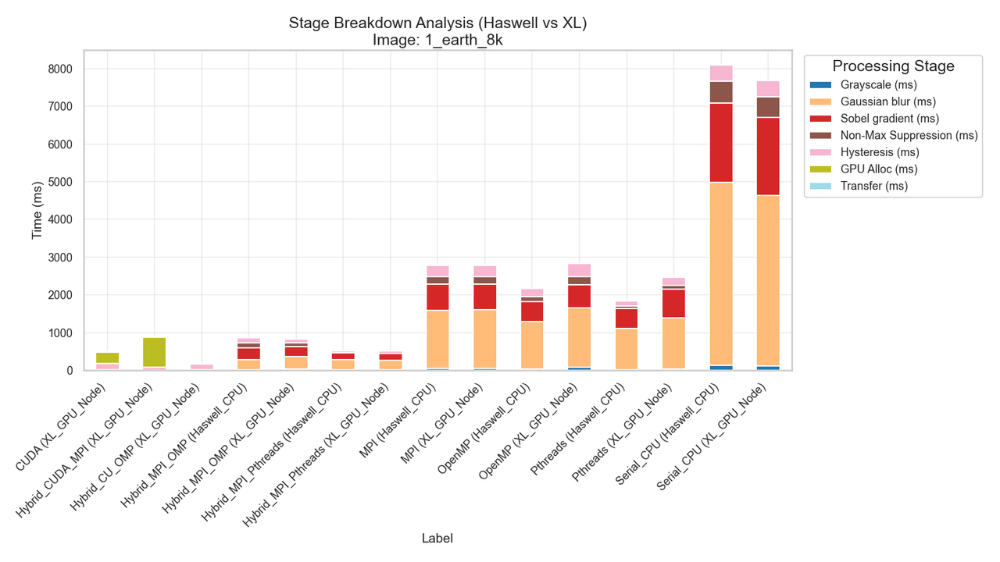 Stage Breakdown Analysis (Haswell vs XL)
Image: 1_earth_8k
Time (ms)
8000
7000
6000
5000
4000
3000
2000
1000
0
Processing Stage
Grayscale (ms)
Gaussian blur (ms)
Sobel gradient (ms)
Non-Max Suppression (ms)
Hysteresis (ms)
GPU Alloc (ms)
Transfer (ms)
CUDA (XL_GPU_Node)
Hybrid_CUDA_MPI (XL_GPU_Node)
Hybrid_CU_OMP (XL_GPU_Node)
Hybrid_MPI_OMP (Haswell_CPU)
Hybrid_MPI_OMP (XL_GPU_Node)
Hybrid_MPI_Pthreads (Haswell_CPU)
Hybrid_MPI_Pthreads (XL_GPU_Node)
MPI (Haswell_CPU)
MPI (XL_GPU_Node)
OpenMP (Haswell_CPU)
OpenMP (XL_GPU_Node)
Pthreads (Haswell_CPU)
Pthreads (XL_GPU_Node)
Serial_CPU (Haswell_CPU)
Serial_CPU (XL_GPU_Node)
Label